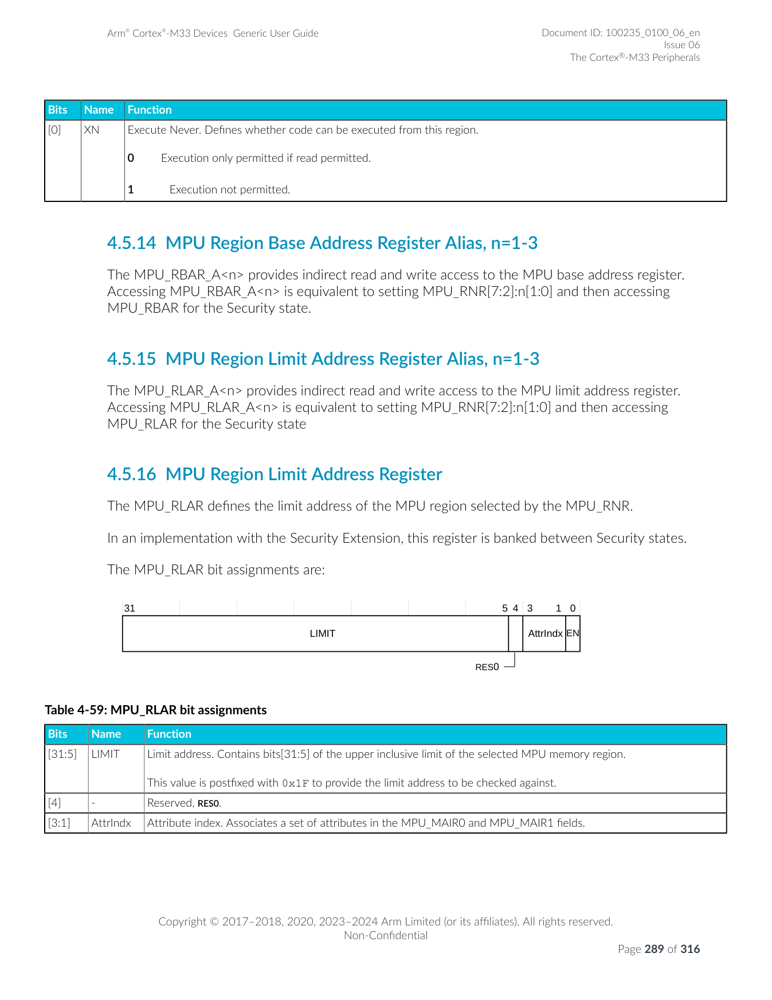 Arm® Cortex®-M33 Devices Generic User Guide
Document ID: 100235_0100_06_en
Issue 06
The Cortex®-M33 Peripherals
Bits Name Function
[0] XN Execute Never. Defines whether code can be executed from this region.
0 Execution only permitted if read permitted.
1 Execution not permitted.
4.5.14 MPU Region Base Address Register Alias, n=1-3
The MPU_RBAR_A<n> provides indirect read and write access to the MPU base address register.
Accessing MPU_RBAR_A<n> is equivalent to setting MPU_RNR[7:2]:n[1:0] and then accessing
MPU_RBAR for the Security state.
4.5.15 MPU Region Limit Address Register Alias, n=1-3
The MPU_RLAR_A<n> provides indirect read and write access to the MPU limit address register.
Accessing MPU_RLAR_A<n> is equivalent to setting MPU_RNR[7:2]:n[1:0] and then accessing
MPU_RLAR for the Security state
4.5.16 MPU Region Limit Address Register
The MPU_RLAR defines the limit address of the MPU region selected by the MPU_RNR.
In an implementation with the Security Extension, this register is banked between Security states.
The MPU_RLAR bit assignments are:
31 5 4 3 1 0
LIMIT AttrIndx EN
RES0
Table 4-59: MPU_RLAR bit assignments
Bits Name Function
[31:5] LIMIT Limit address. Contains bits[31:5] of the upper inclusive limit of the selected MPU memory region.
This value is postfixed with 0x1F to provide the limit address to be checked against.
[4] - Reserved, RES0.
[3:1] AttrIndx Attribute index. Associates a set of attributes in the MPU_MAIR0 and MPU_MAIR1 fields.
Copyright © 2017–2018, 2020, 2023–2024 Arm Limited (or its affiliates). All rights reserved.
Non-Confidential
Page 289 of 316